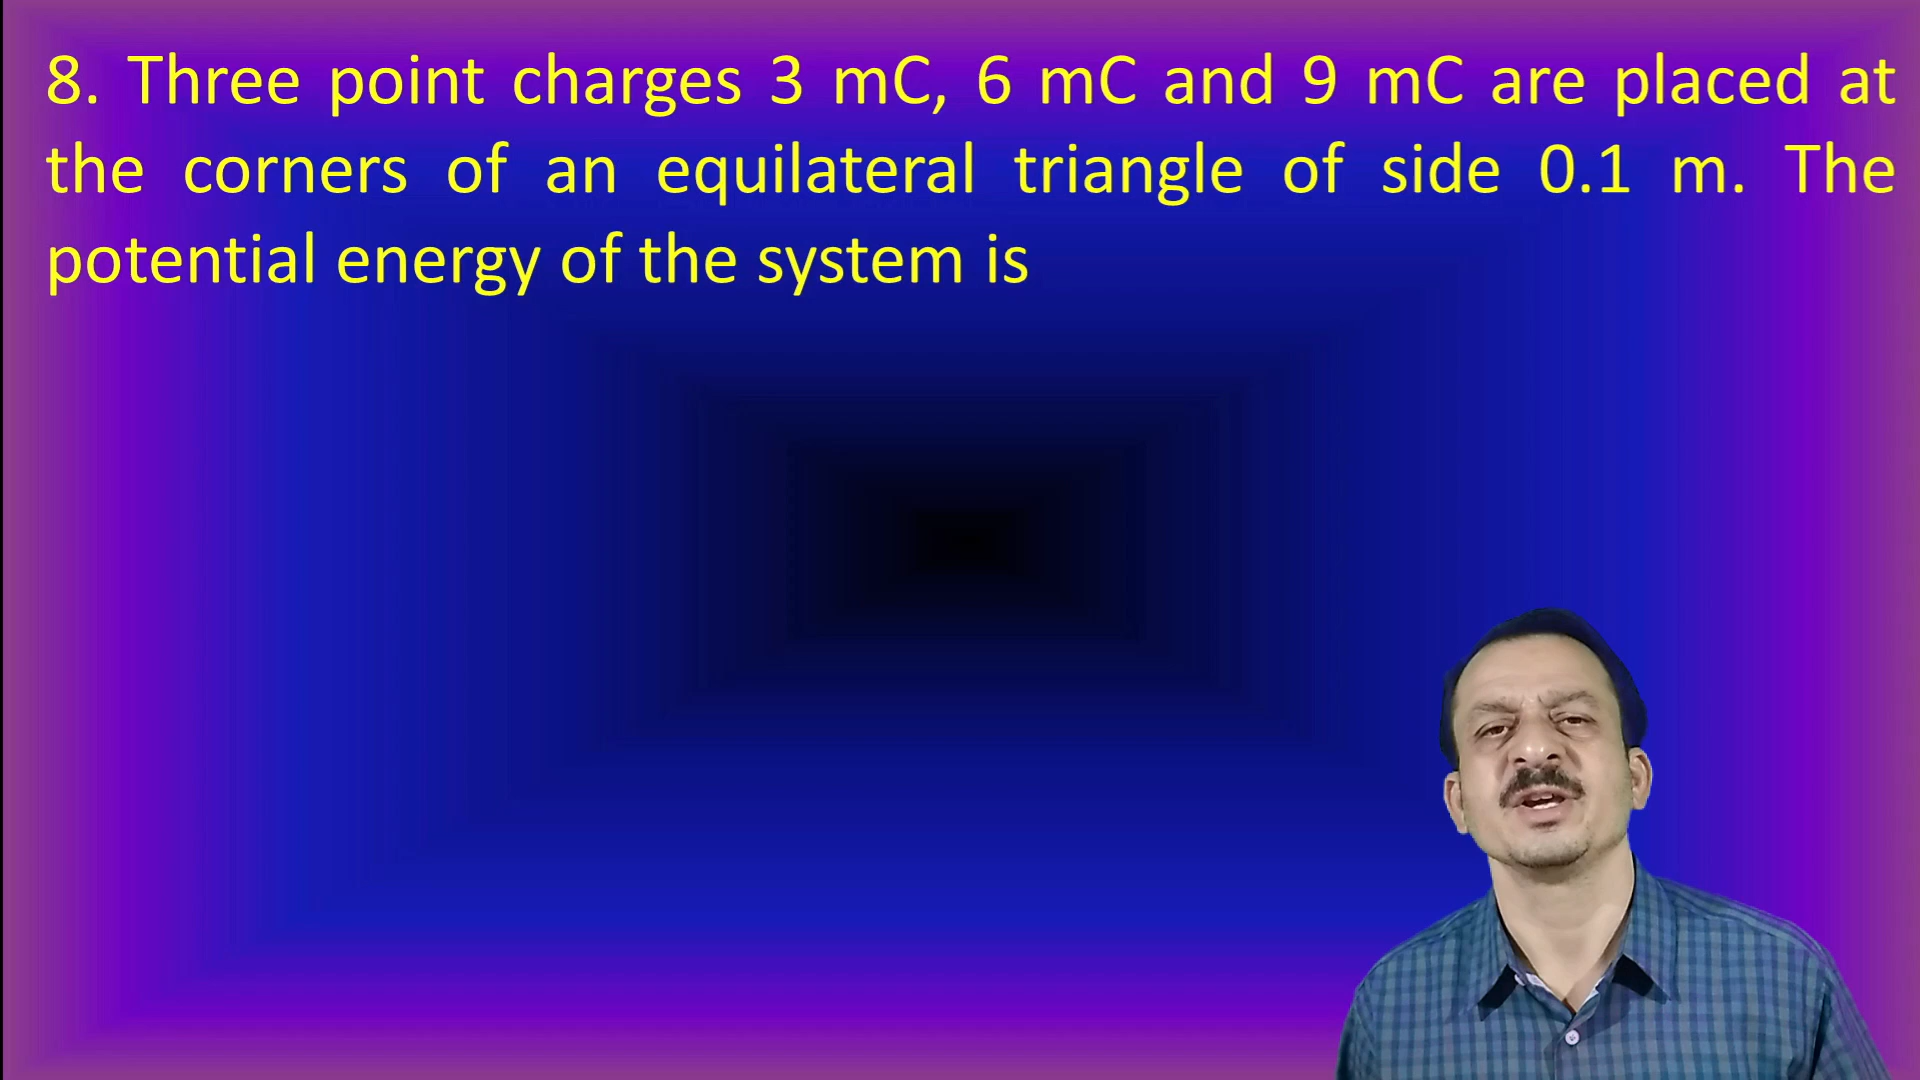 8. Three point charges 3 mC, 6 mC and 9 mC are placed at
the corners of an equilateral triangle of side 0.1 m. The
potential energy of the system is